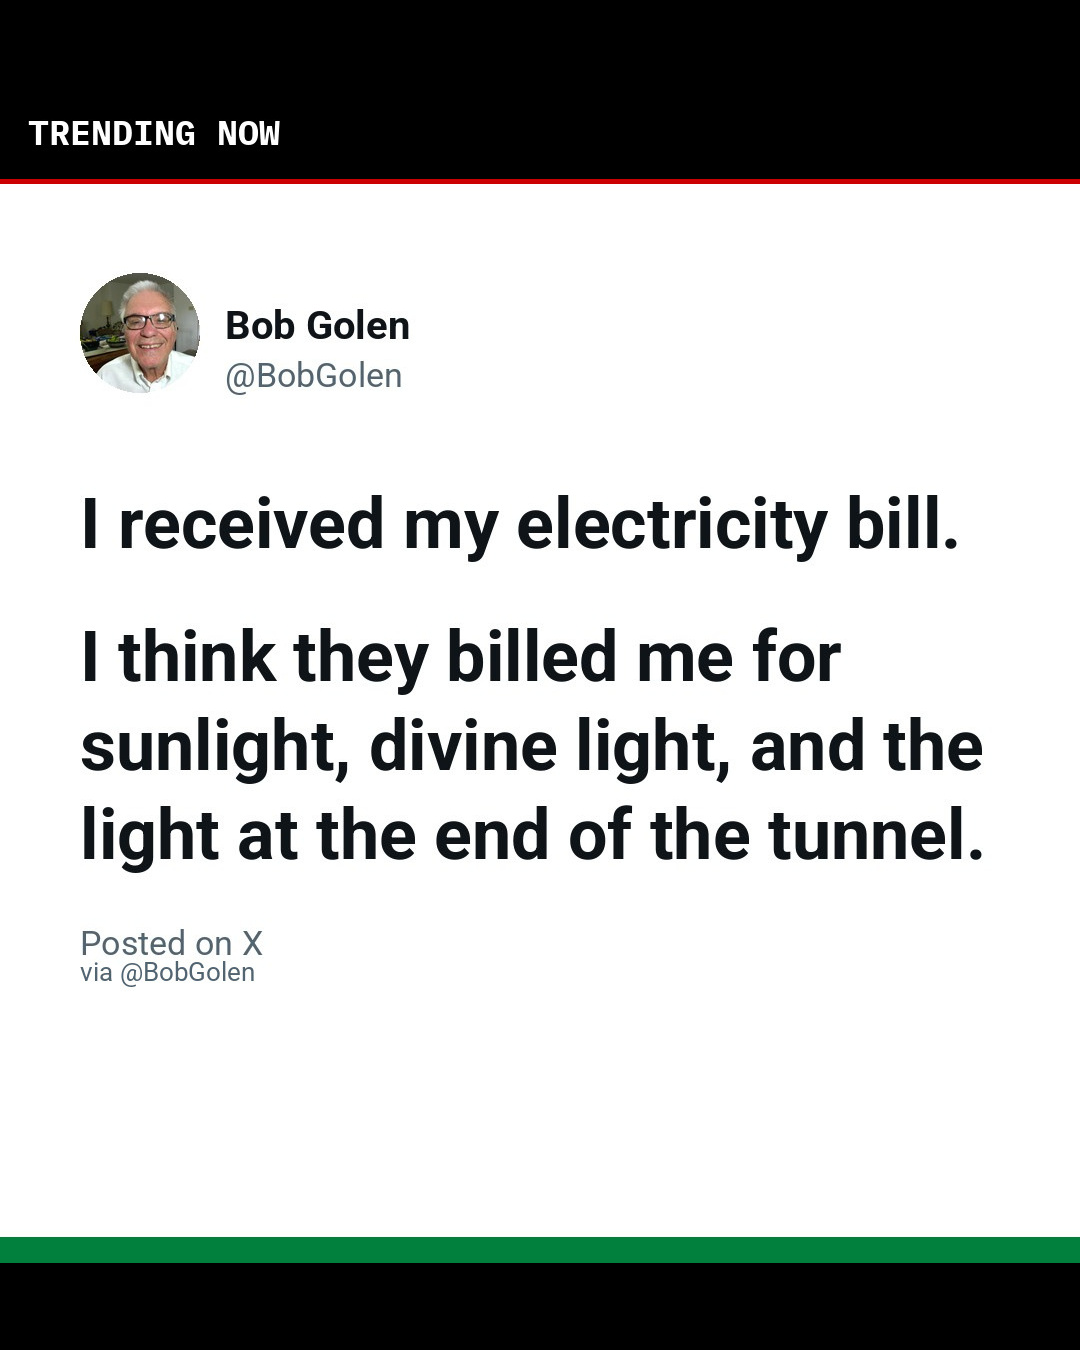 TRENDING NOW
Bob Golen
@BobGolen
I received my electricity bill.
I think they billed me for
sunlight, divine light, and the
light at the end of the tunnel.
Posted on X
via @BobGolen